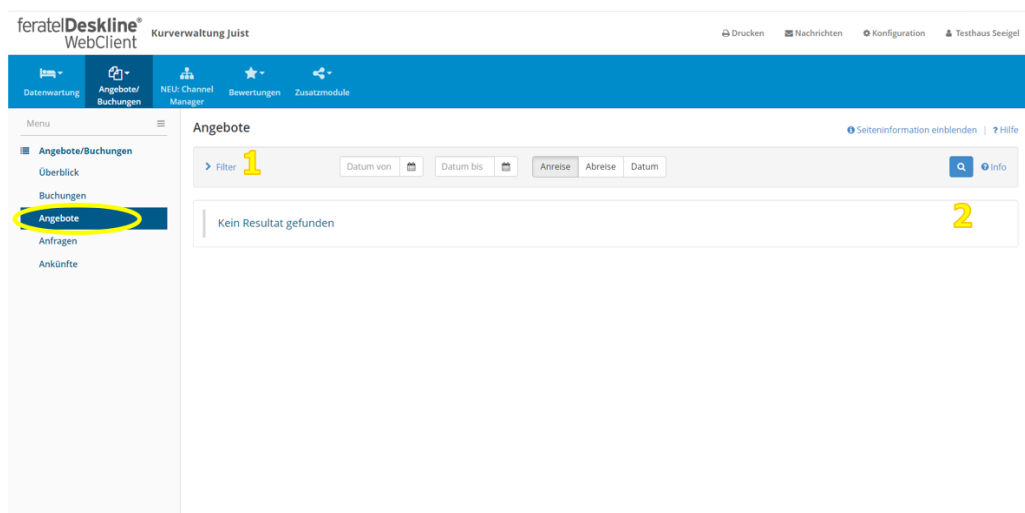 feratelDeskline®
WebClient
Kurverwaltung Juist
Drucken
Nachrichten
Konfiguration
Testhaus Seeigel
Datenwartung
Angebote/
Buchungen
NEU: Channel
Manager
Bewertungen
Zusatzmodule
Menu
Angebote/Buchungen
Überblick
Buchungen
Angebote
Anfragen
Ankünfte
Angebote
Seiteninformation einblenden | ? Hilfe
Filter 1
Datum von
Datum bis
Anreise
Abreise
Datum
Info
Kein Resultat gefunden
2